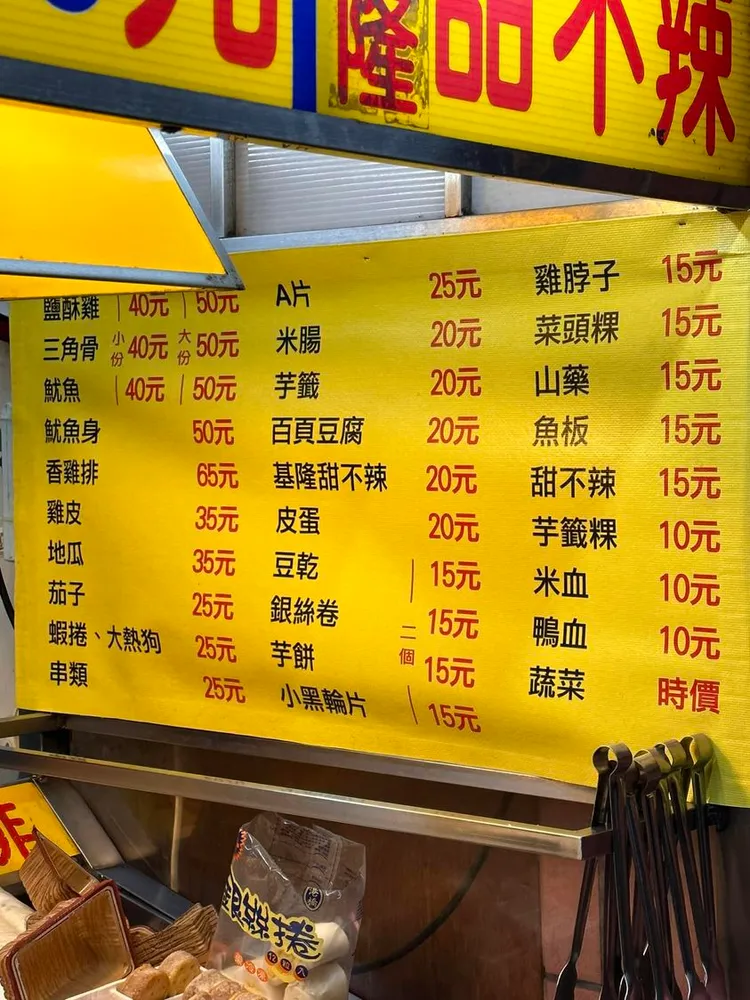 元 隆甜不辣
鹽酥雞 40元 50元
三角骨 小份 40元 大份 50元
魷魚 40元 50元
魷魚身 50元
香雞排 65元
雞皮 35元
地瓜 35元
茄子 25元
蝦捲、大熱狗 25元
串類 25元
A片 25元
米腸 20元
芋籤 20元
百頁豆腐 20元
基隆甜不辣 20元
皮蛋 20元
豆乾 15元
銀絲卷 15元
二個
芋餅 15元
小黑輪片 15元
雞脖子 15元
菜頭粿 15元
山藥 15元
魚板 15元
甜不辣 15元
芋籤粿 10元
米血 10元
鴨血 10元
蔬菜 時價
排
銀絲捲